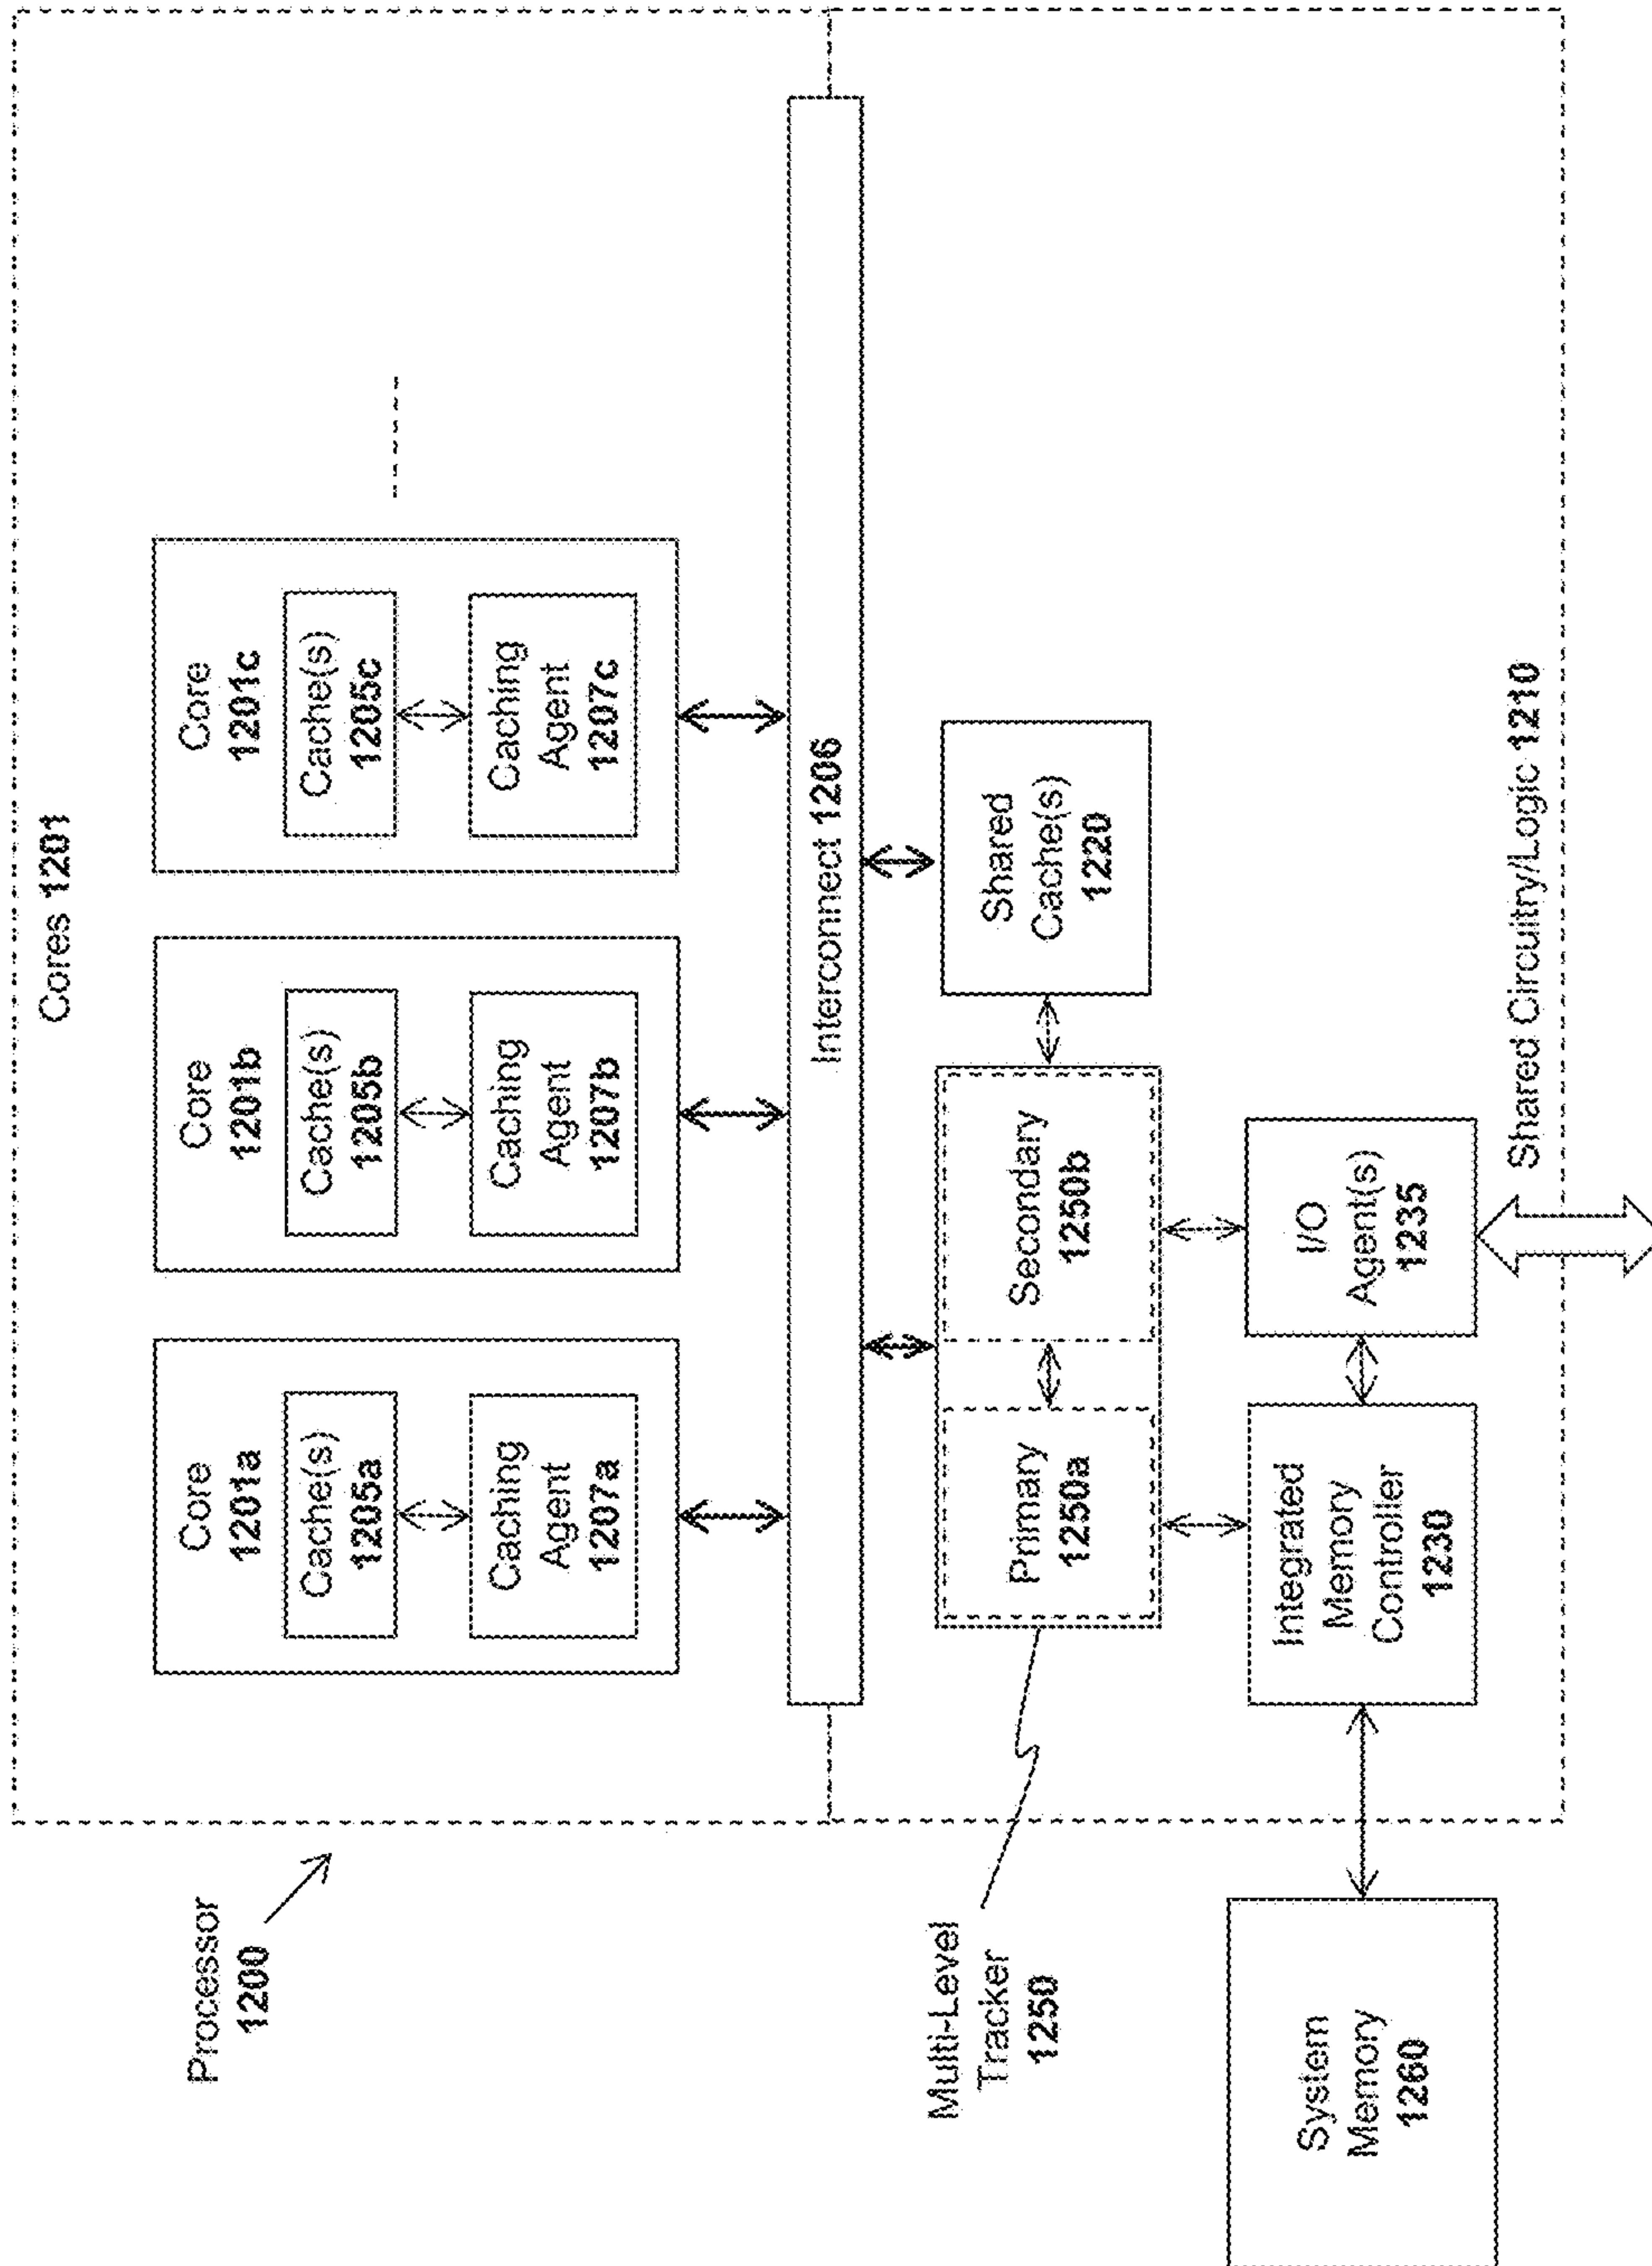 Cores 1201
Processor
1200
Core
1201a
Cache(s)
1205a
Caching
Agent
1207a
Core
1201b
Cache(s)
1205b
Caching
Agent
1207b
Core
1201c
Cache(s)
1205c
Caching
Agent
1207c
Interconnect 1206
Multi-Level
Tracker
1250
Primary
1250a
Secondary
1250b
Shared
Cache(s)
1220
System
Memory
1260
Integrated
Memory
Controller
1230
I/O
Agent(s)
1235
Shared Circuitry/Logic 1210